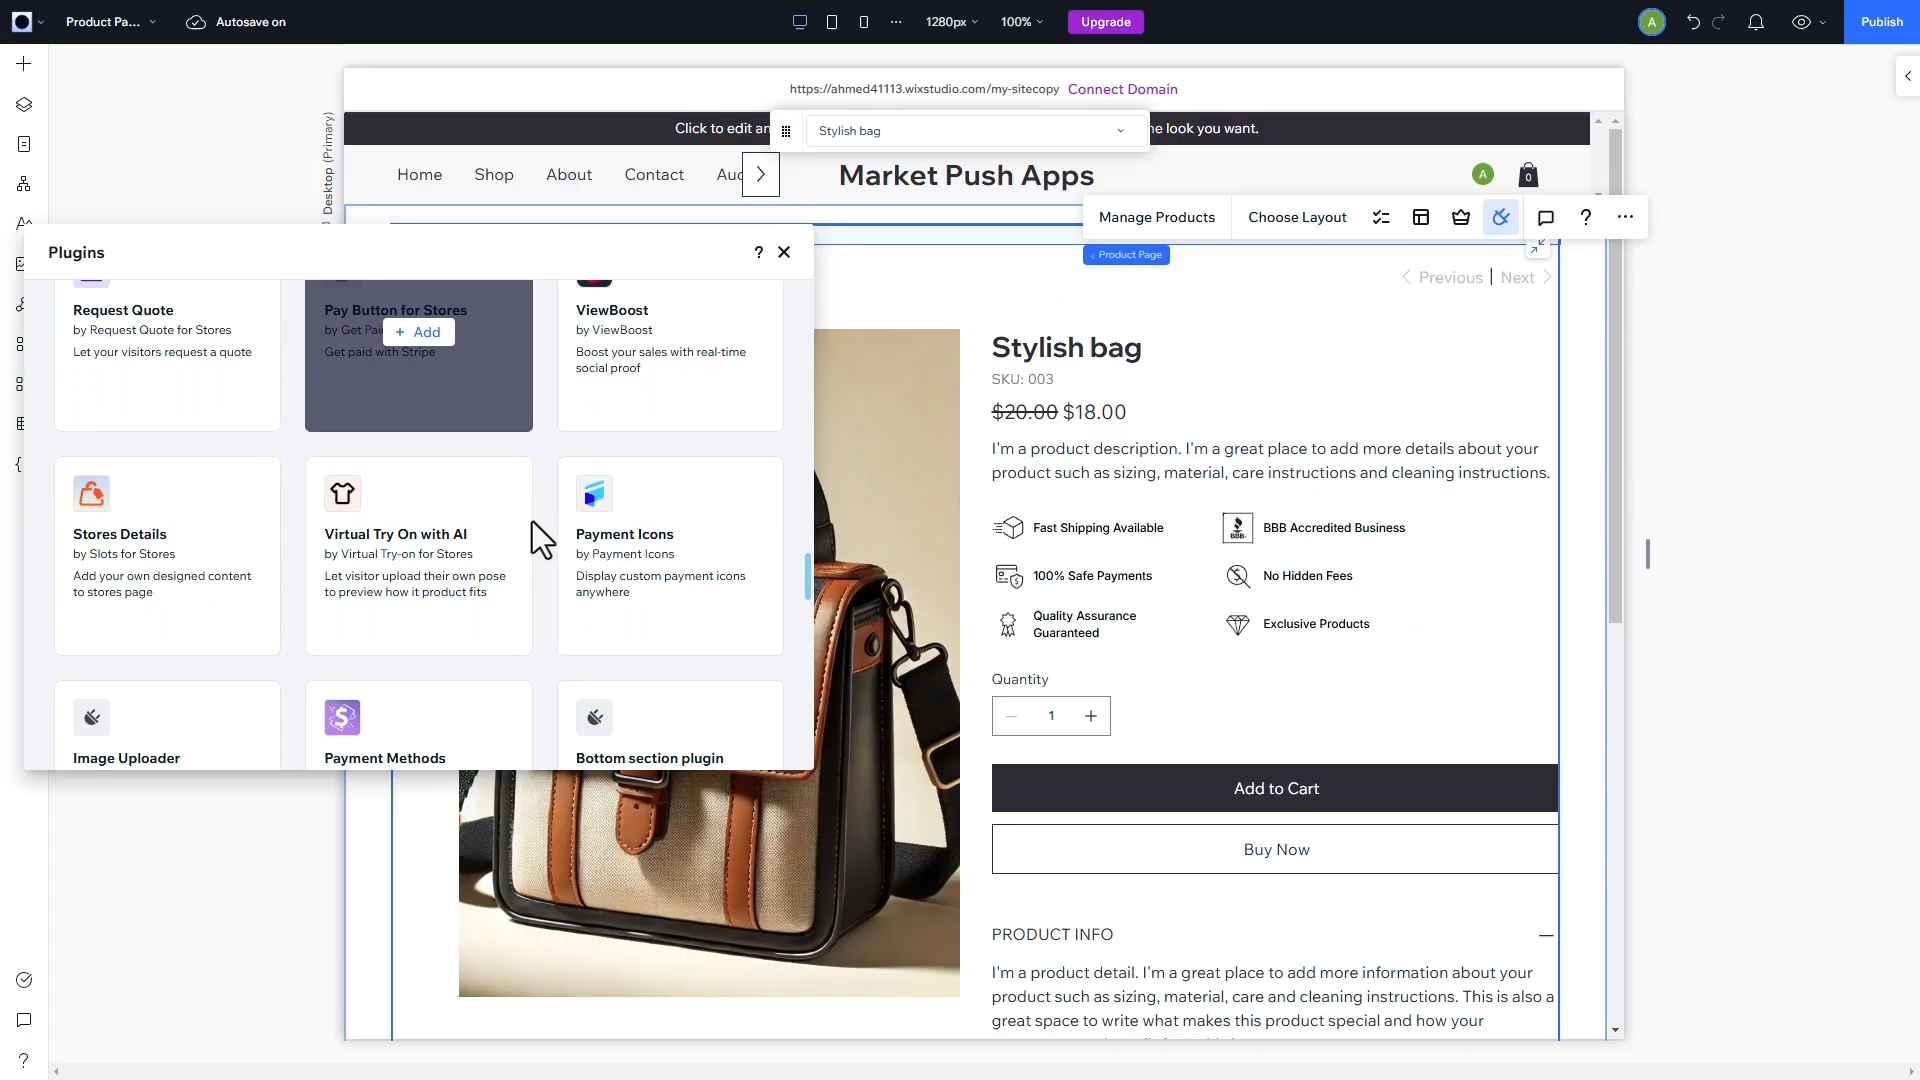 Product Pa...
Autosave on
1280px
100%
Upgrade
A
Publish
https://ahmed41113.wixstudio.com/my-sitecopy Connect Domain
Desktop (Primary)
Click to edit an
Stylish bag
ne look you want.
Home
Shop
About
Contact
Market Push Apps
A
0
Manage Products
Choose Layout
?
Product Page
Previous
Next
Plugins
?
Request Quote
by Request Quote for Stores
Let your visitors request a quote
Pay Button for Stores
by Get Pai
+ Add
Get paid with Stripe
ViewBoost
by ViewBoost
Boost your sales with real-time
social proof
Stores Details
by Slots for Stores
Add your own designed content
to stores page
Virtual Try On with AI
by Virtual Try-on for Stores
Let visitor upload their own pose
to preview how it product fits
Payment Icons
by Payment Icons
Display custom payment icons
anywhere
Image Uploader
Payment Methods
Bottom section plugin
Stylish bag
SKU: 003
$20.00 $18.00
I'm a product description. I'm a great place to add more details about your
product such as sizing, material, care instructions and cleaning instructions.
Fast Shipping Available
BBB
BBB Accredited Business
100% Safe Payments
No Hidden Fees
Quality Assurance
Guaranteed
Exclusive Products
Quantity
1
Add to Cart
Buy Now
PRODUCT INFO
I'm a product detail. I'm a great place to add more information about your
product such as sizing, material, care and cleaning instructions. This is also a
great space to write what makes this product special and how your
?